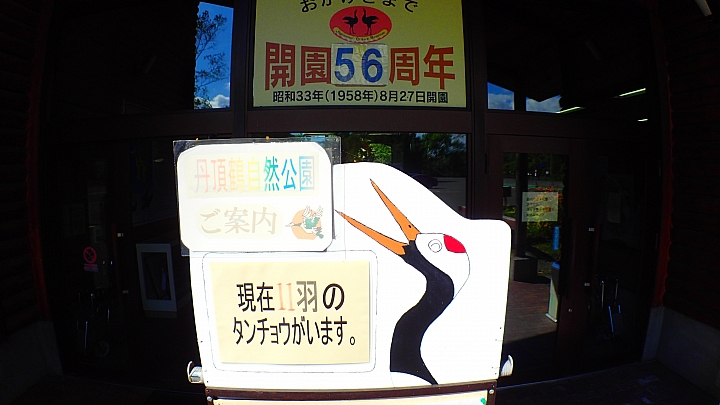 おかげさまで
開園56周年
昭和33年(1958年)8月27日開園
丹頂鶴自然公園
ご案内
現在11羽の
タンチョウがいます。